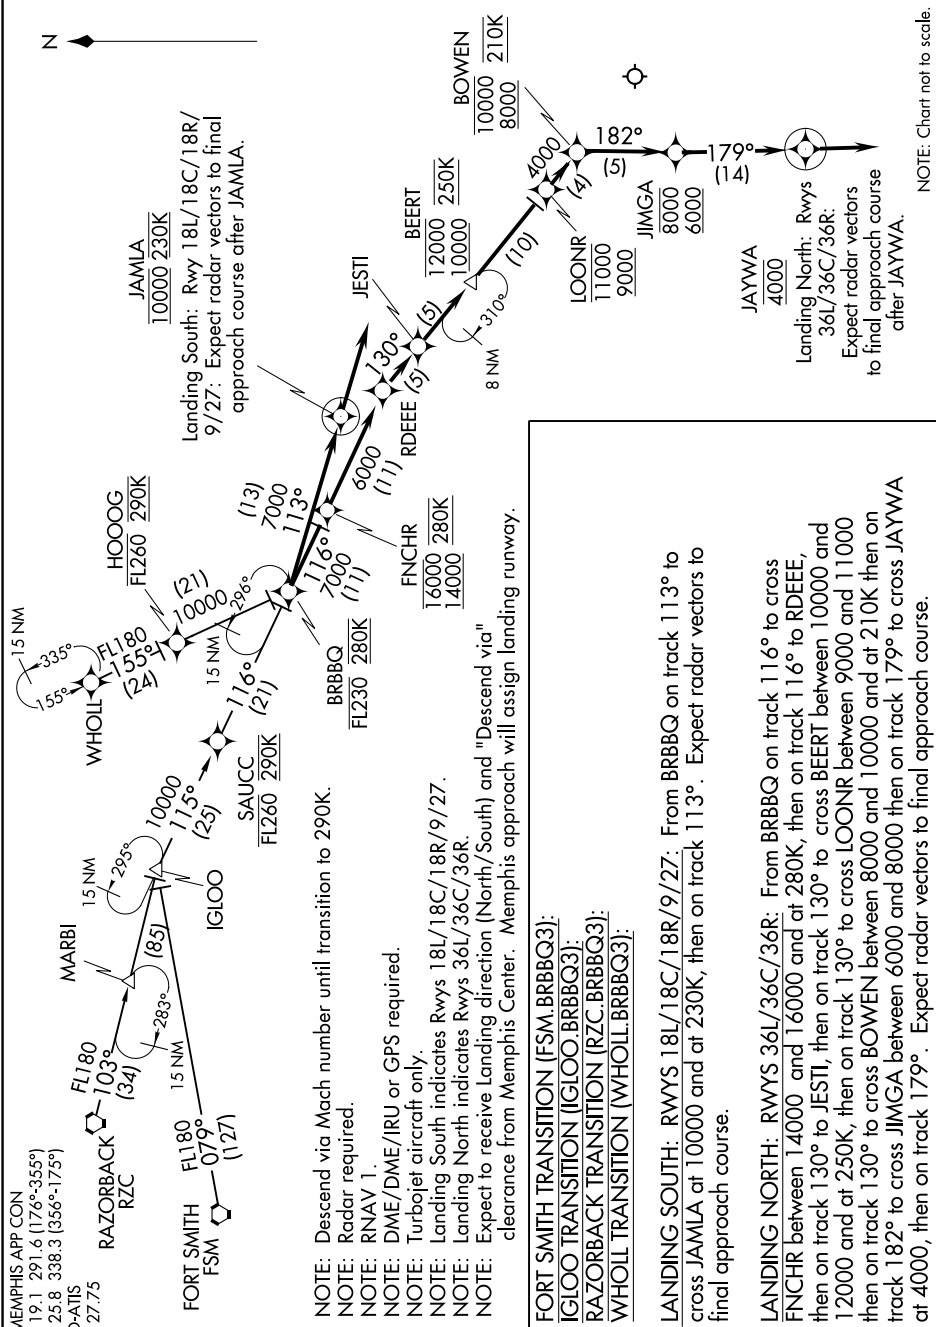 MEMPHIS APP CON
19.1 291.6 (176°-355°)
25.8 338.3 (356°-175°)
D-ATIS
27.75
N
RAZORBACK
RZC
FL180
103°
(34)
FORT SMITH
FSM
FL180
079°
(127)
MARBI
283°
15 NM
(85)
IGLOO
295°
15 NM
10000
115°
(25)
SAUCC
FL260 290K
116°
(21)
WHOLL
155°
335°
15 NM
FL180
155°
(24)
HOOOG
FL260 290K
(21)
10000
296°
15 NM
BRBBQ
FL230 280K
116°
7000
(11)
(13)
7000
113°
FNCHR
16000 280K
14000
6000
(11)
JAMLA
10000 230K
Landing South: Rwy 18L/18C/18R/
9/27: Expect radar vectors to final
approach course after JAMLA.
RDEEE
130°
(5)
JESTI
(5)
BEERT
12000 250K
10000
310°
8 NM
(10)
LOONR
11000
9000
4000
(4)
BOWEN
10000 210K
8000
182°
(5)
JIMGA
8000
6000
179°
(14)
JAYWA
4000
Landing North: Rwys
36L/36C/36R:
Expect radar vectors
to final approach course
after JAYWA.
NOTE: Chart not to scale.
NOTE: Descend via Mach number until transition to 290K.
NOTE: Radar required.
NOTE: RNAV 1.
NOTE: DME/DME/IRU or GPS required.
NOTE: Turbojet aircraft only.
NOTE: Landing South indicates Rwys 18L/18C/18R/9/27.
NOTE: Landing North indicates Rwys 36L/36C/36R.
NOTE: Expect to receive Landing direction (North/South) and "Descend via"
clearance from Memphis Center. Memphis approach will assign landing runway.
FORT SMITH TRANSITION (FSM.BRBBQ3):
IGLOO TRANSITION (IGLOO.BRBBQ3):
RAZORBACK TRANSITION (RZC.BRBBQ3):
WHOLL TRANSITION (WHOLL.BRBBQ3):
LANDING SOUTH: RWYS 18L/18C/18R/9/27: From BRBBQ on track 113° to
cross JAMLA at 10000 and at 230K, then on track 113°. Expect radar vectors to
final approach course.
LANDING NORTH: RWYS 36L/36C/36R: From BRBBQ on track 116° to cross
FNCHR between 14000 and 16000 and at 280K, then on track 116° to RDEEE,
then on track 130° to JESTI, then on track 130° to cross BEERT between 10000 and
12000 and at 250K, then on track 130° to cross LOONR between 9000 and 11000
then on track 130° to cross BOWEN between 8000 and 10000 and at 210K then on
track 182° to cross JIMGA between 6000 and 8000 then on track 179° to cross JAYWA
at 4000, then on track 179°. Expect radar vectors to final approach course.